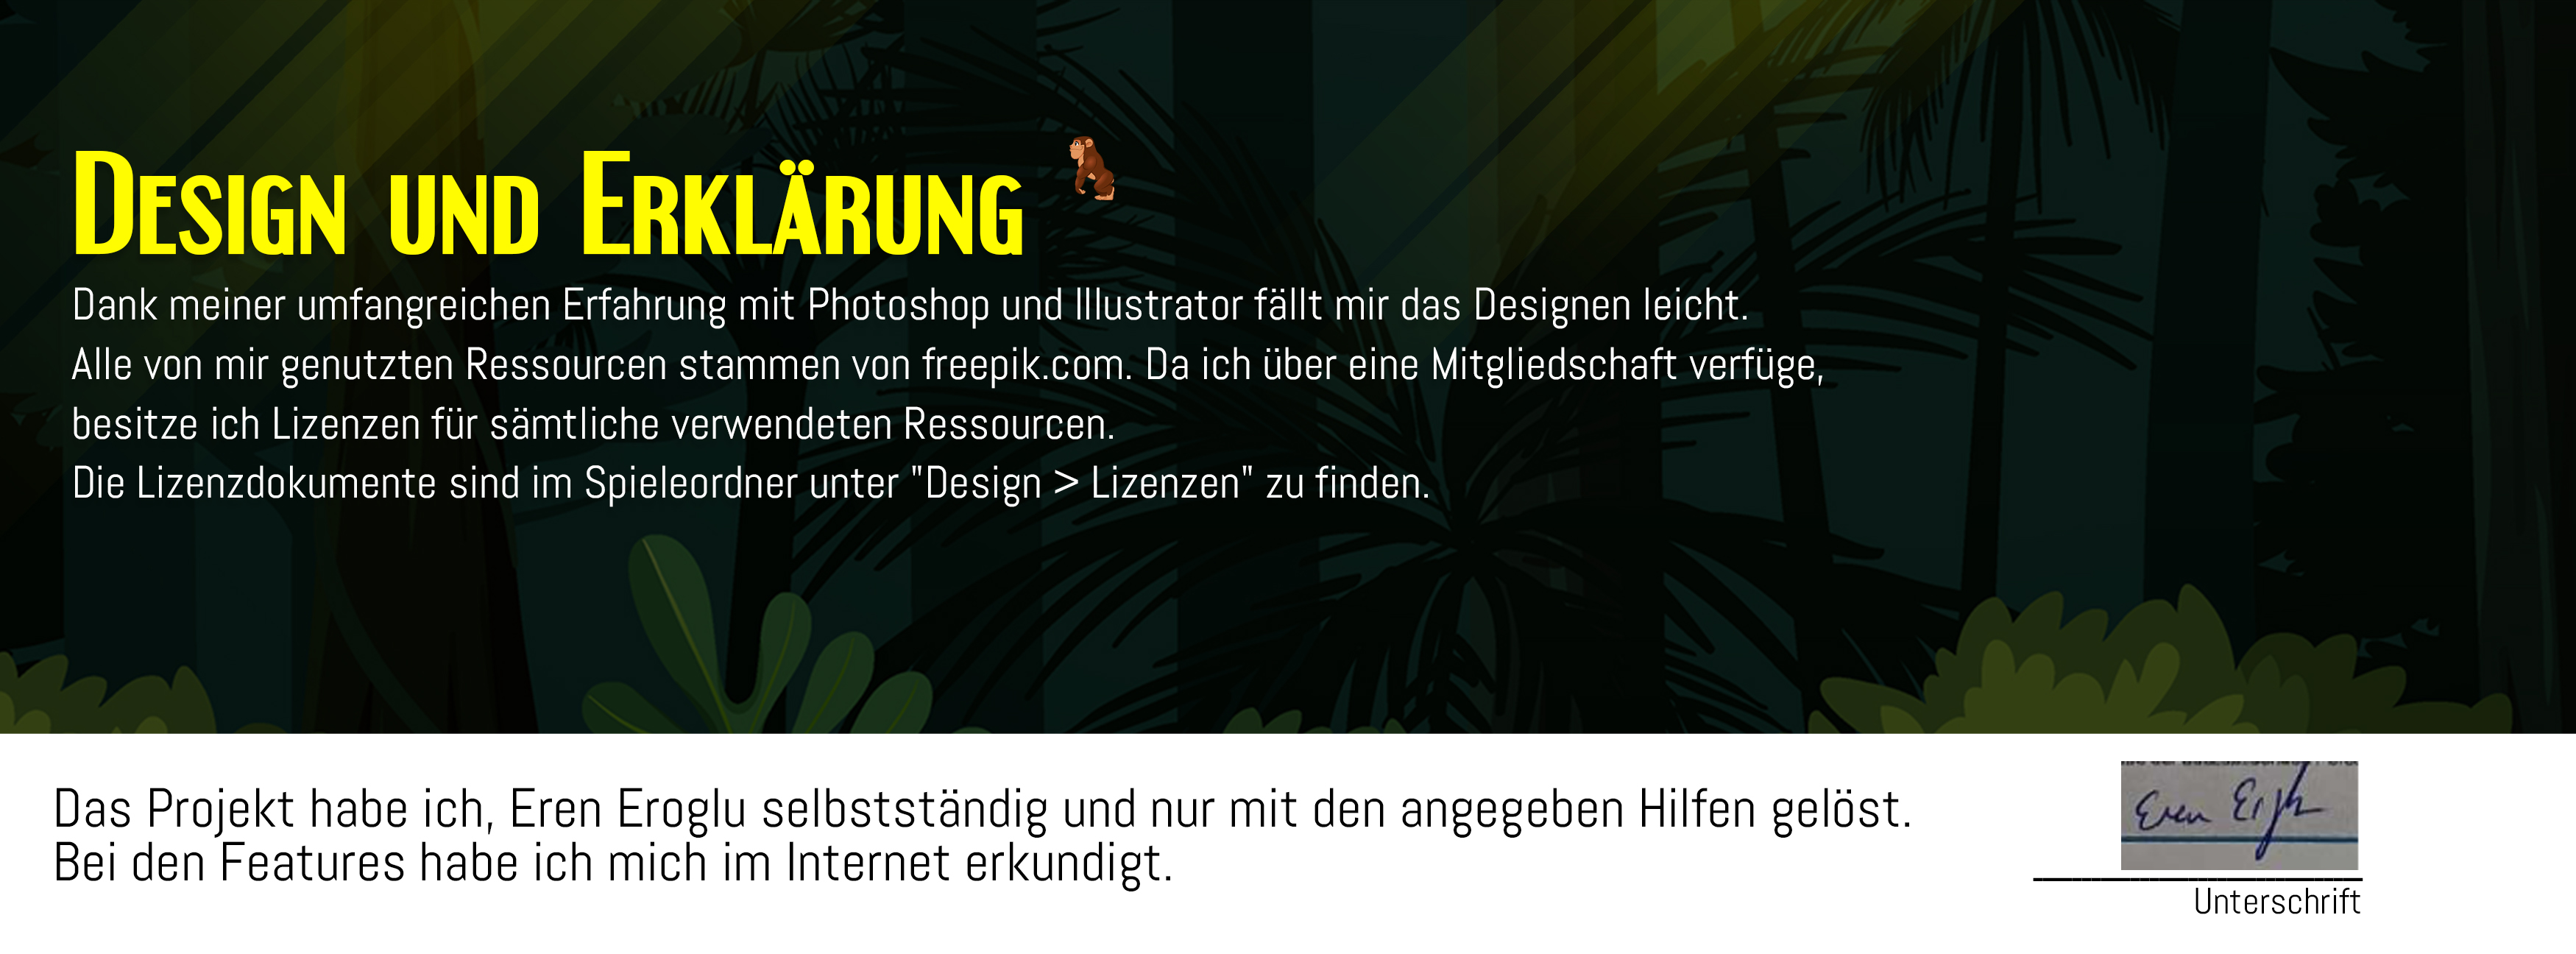 Design und Erklärung
Dank meiner umfangreichen Erfahrung mit Photoshop und Illustrator fällt mir das Designen leicht.
Alle von mir genutzten Ressourcen stammen von freepik.com. Da ich über eine Mitgliedschaft verfüge,
besitze ich Lizenzen für sämtliche verwendeten Ressourcen.
Die Lizenzdokumente sind im Spieleordner unter "Design > Lizenzen" zu finden.
Das Projekt habe ich, Eren Eroglu selbstständig und nur mit den angegeben Hilfen gelöst.
Bei den Features habe ich mich im Internet erkundigt.
Eren
Unterschrift